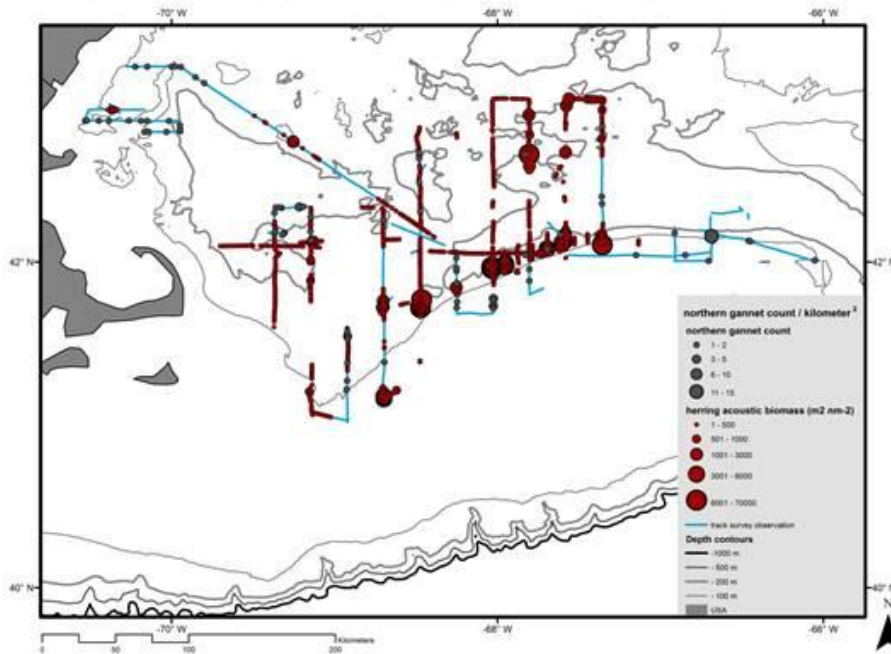 -70° W
-68° W
-66° W
42° N
42° N
northern gannet count / kilometer²
northern gannet count
1 - 2
3 - 5
6 - 10
11 - 15
herring acoustic biomass (m2 nm-2)
1 - 500
501 - 1000
1001 - 3000
3001 - 6000
6001 - 70000
track survey observation
Depth contours
-1000 m
- 500 m
- 200 m
- 100 m
USA
40° N
40° N
N
-70° W
-68° W
-66° W
Kilometers
0
50
100
200